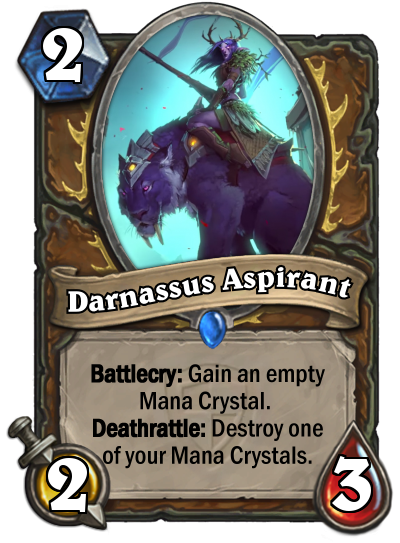 2
Darnassus Aspirant
Battlecry: Gain an empty
Mana Crystal.
Deathrattle: Destroy one
of your Mana Crystals.
2
3